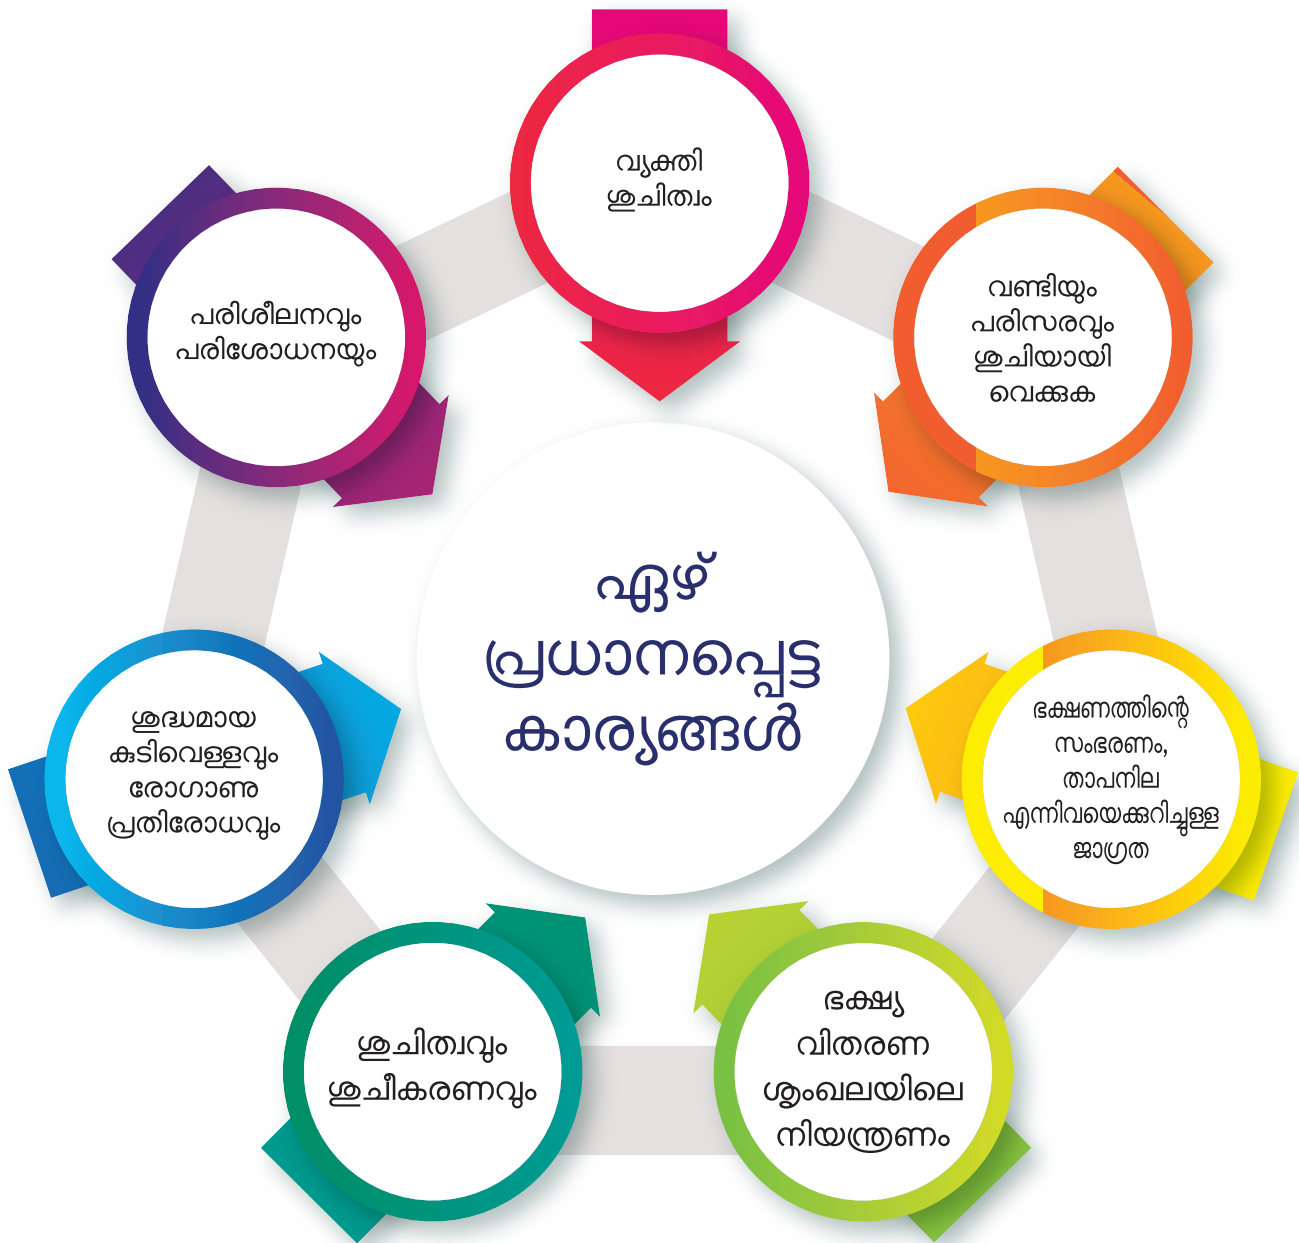 വ്യക്തി
ശുചിത്വം
വണ്ടിയും
പരിസരവും
ശുചിയായി
വെക്കുക
ഭക്ഷണത്തിന്റെ
സംഭരണം,
താപനില
എന്നിവയെക്കുറിച്ചുള്ള
ജാഗ്രത
ഭക്ഷ്യ
വിതരണ
ശൃംഖലയിലെ
നിയന്ത്രണം
ശുചിത്വവും
ശുചീകരണവും
ശുദ്ധമായ
കുടിവെള്ളവും
രോഗാണു
പ്രതിരോധവും
പരിശീലനവും
പരിശോധനയും
ഏഴ്
പ്രധാനപ്പെട്ട
കാര്യങ്ങൾ